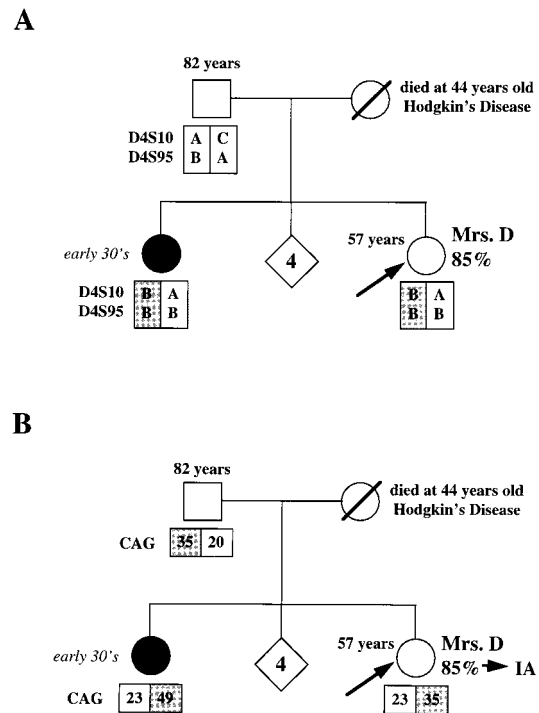 A
82 years
died at 44 years old
Hodgkin's Disease
D4S10 A C
D4S95 B A
early 30's
4
57 years
Mrs. D
85%
D4S10 B A
D4S95 B B
B A
B B
B
82 years
died at 44 years old
Hodgkin's Disease
CAG 35 20
early 30's
4
57 years
Mrs. D
85% IA
CAG 23 49
23 35